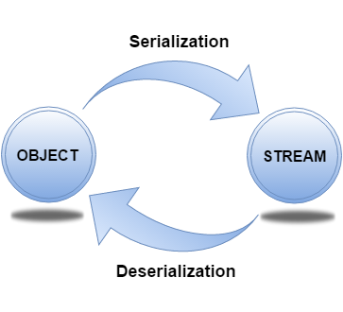 Serialization
OBJECT
STREAM
Deserialization